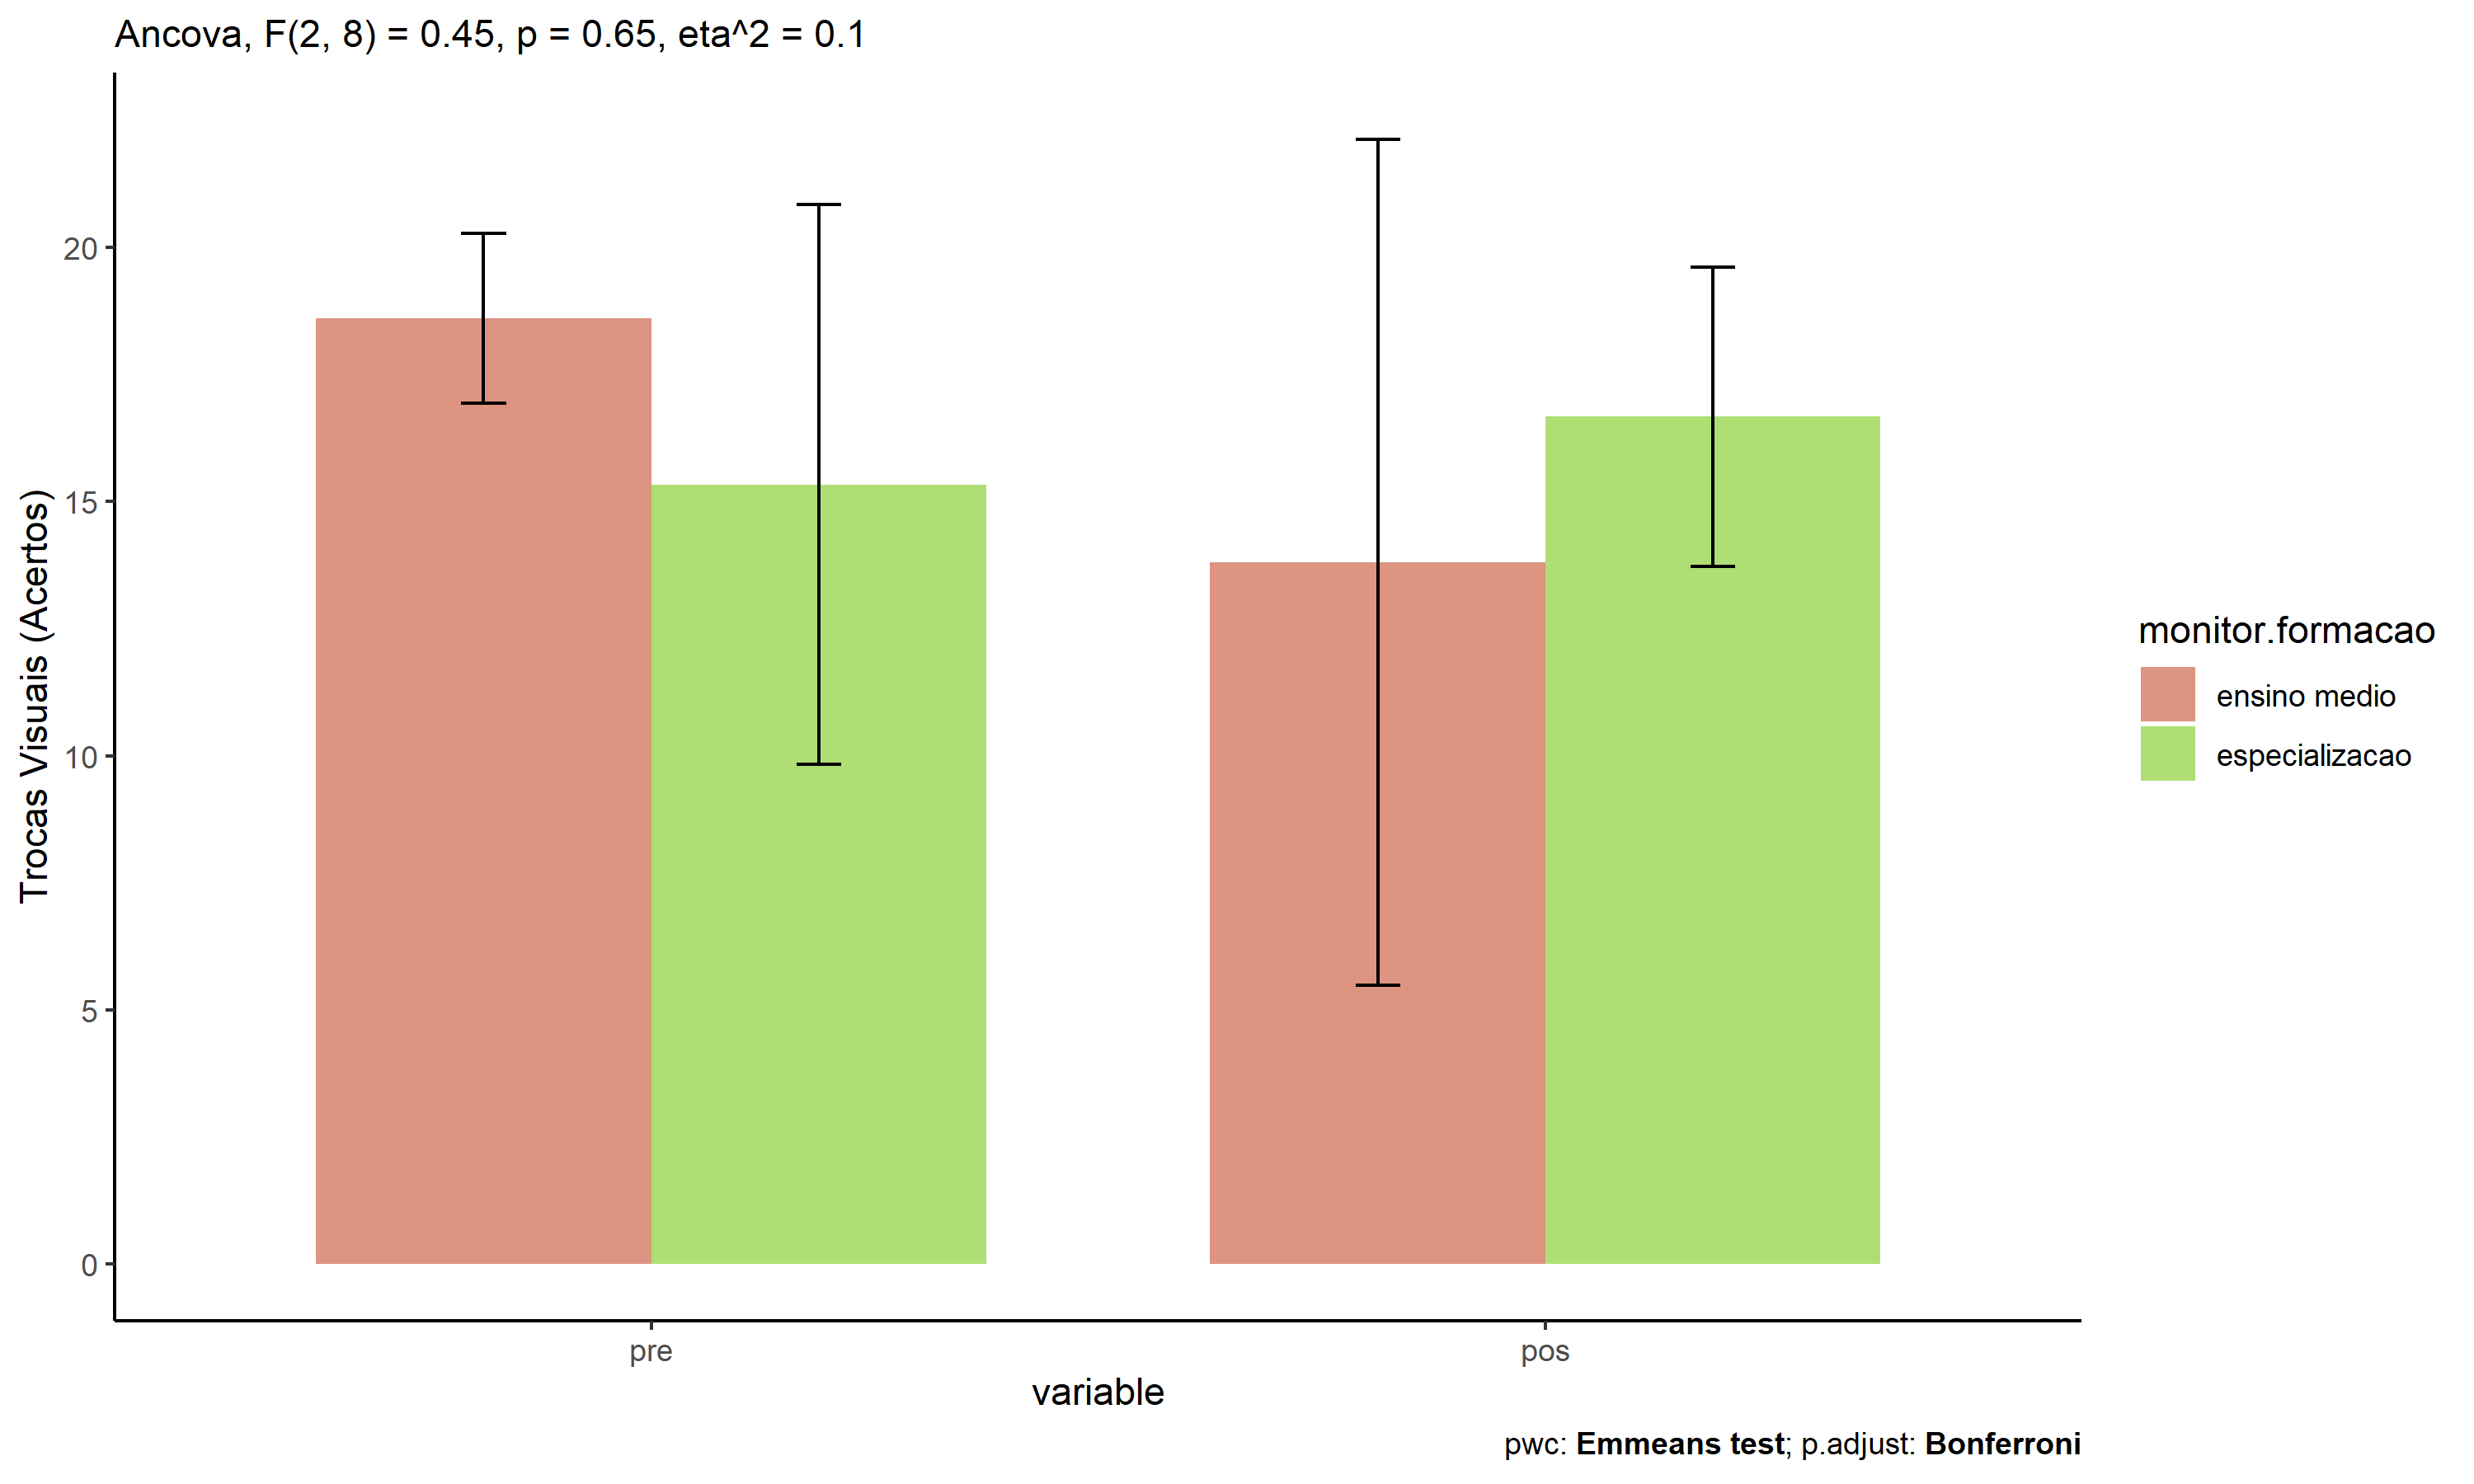 Ancova, F(2, 8) = 0.45, p = 0.65, eta^2 = 0.1
Trocas Visuais (Acertos)
20
15
10
5
0
pre
pos
variable
monitor.formacao
ensino medio
especializacao
pwc: Emmeans test; p.adjust: Bonferroni